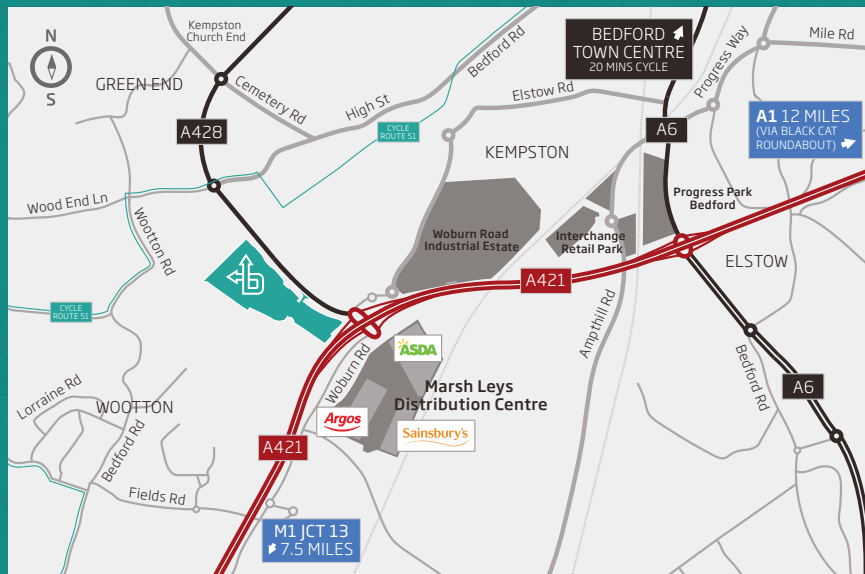 N
S
Kempston
Church End
GREEN END
Cemetery Rd
A428
High St
Bedford Rd
CYCLE
ROUTE 51
Elstow Rd
KEMPSTON
BEDFORD
TOWN CENTRE
20 MINS CYCLE
Progress Way
Mile Rd
A6
A1 12 MILES
(VIA BLACK CAT
ROUNDABOUT)
Wood End Ln
Wootton Rd
Woburn Road
Industrial Estate
Interchange
Retail Park
Progress Park
Bedford
ELSTOW
A421
b
CYCLE
ROUTE 51
Ampthill Rd
Woburn Rd
ASDA
Marsh Leys
Distribution Centre
Argos
Sainsbury's
Bedford Rd
A6
Lorraine Rd
WOOTTON
Bedford Rd
A421
Fields Rd
M1 JCT 13
7.5 MILES